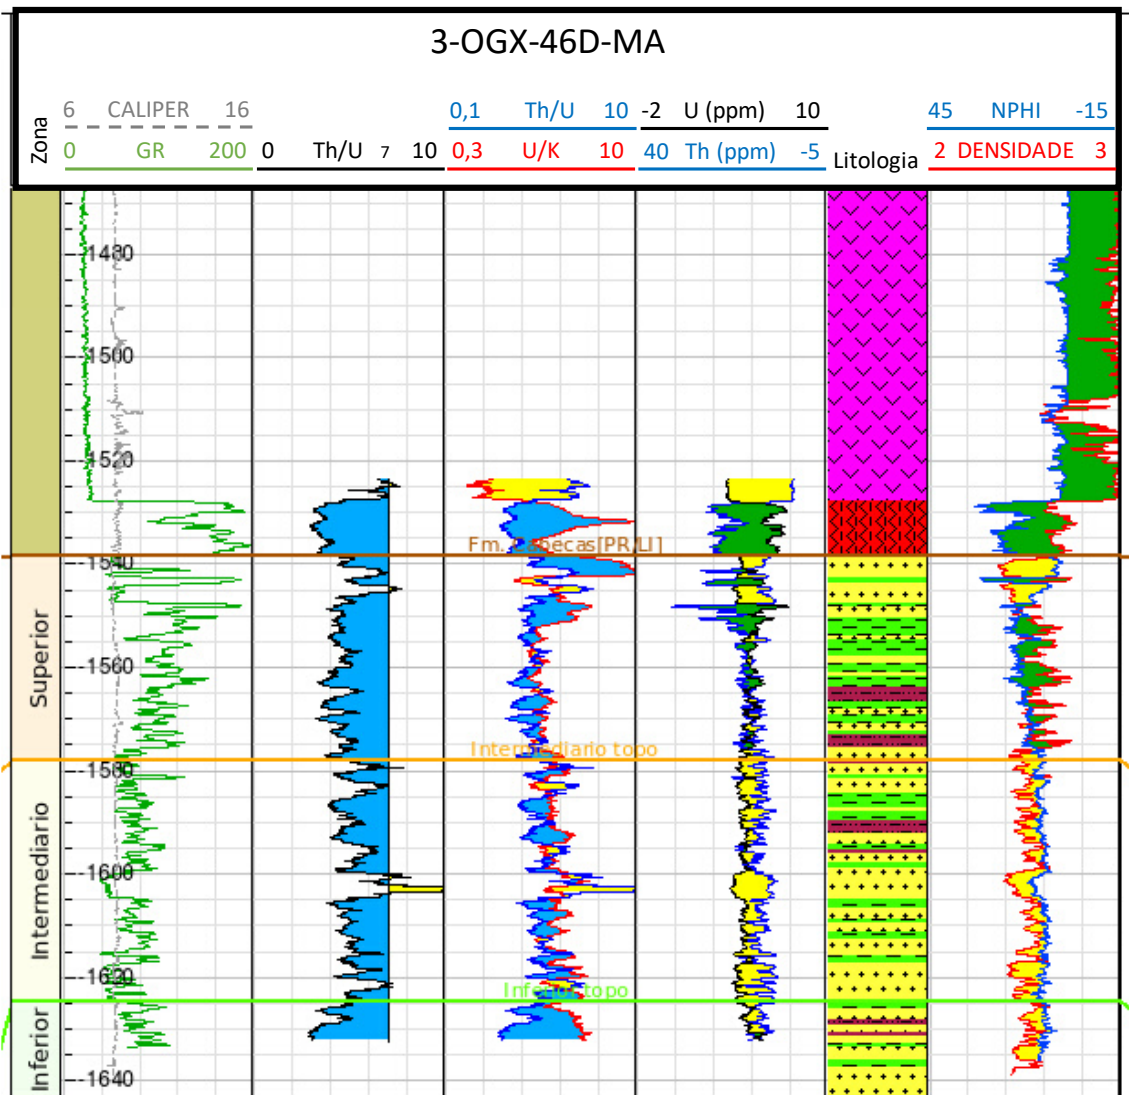 3-OGX-46D-MA
Zona
6 CALIPER 16
0 GR 200
0 Th/U 7 10
0,1 Th/U 10
0,3 U/K 10
-2 U (ppm) 10
40 Th (ppm) -5
Litologia
45 NPHI -15
2 DENSIDADE 3
-1480
-1500
-1520
Fm. Cabecas[PR/LI]
-1540
Superior
-1560
Intermediario topo
-1580
Intermediario
-1600
-1620
Inferior topo
Inferior
-1640